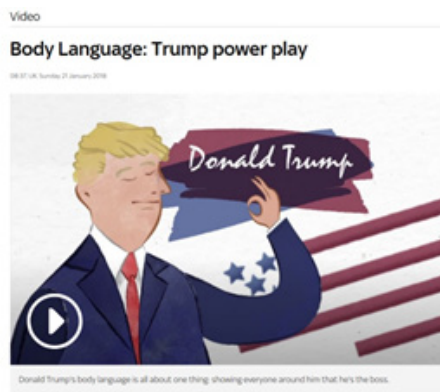 Video
Body Language: Trump power play
08:57, UK, Sunday 21 January 2018
Donald Trump
Donald Trump's body language is all about one thing: showing everyone around him that he's the boss.